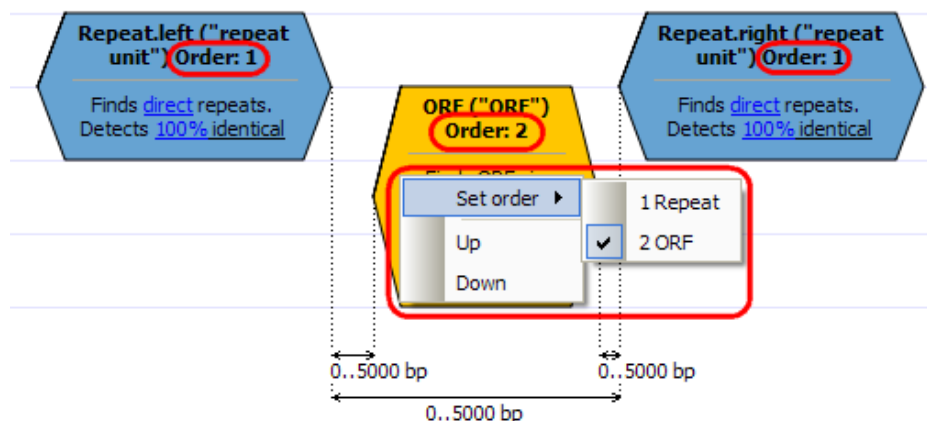 Repeat.left ("repeat
unit") Order: 1
Finds direct repeats.
Detects 100% identical
Repeat.right ("repeat
unit") Order: 1
Finds direct repeats.
Detects 100% identical
ORF ("ORF")
Order: 2
Set order
Up
Down
1 Repeat
2 ORF
0..5000 bp
0..5000 bp
0..5000 bp